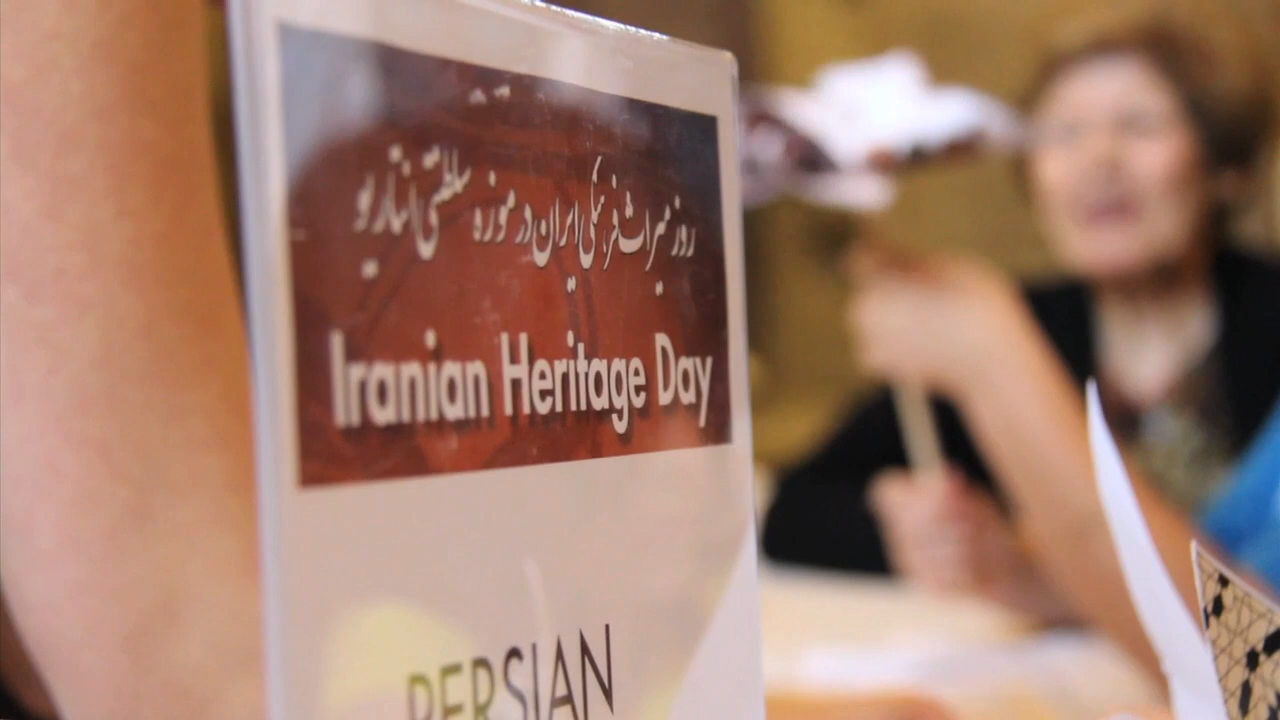 روز میراث فرهنگی ایران در موزه سلطنتی انتاریو
Iranian Heritage Day
PERSIAN